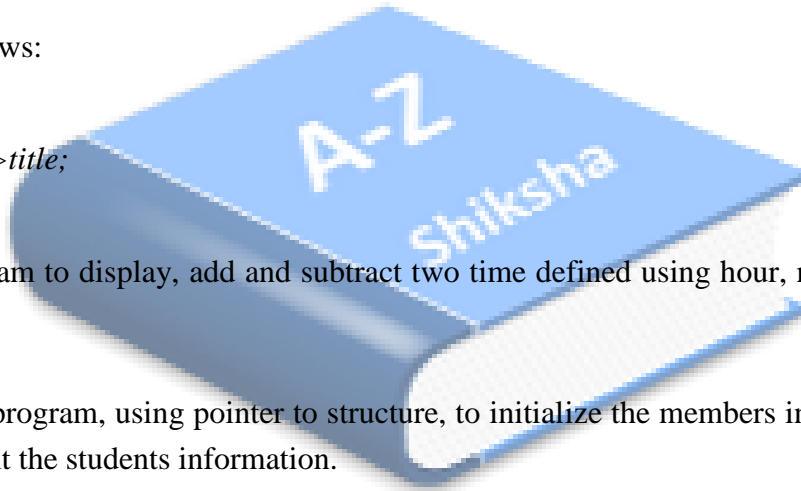 ws:
A-Z
>title;
Shiksha
am to display, add and subtract two time defined using hour,
program, using pointer to structure, to initialize the members in
t the students information.